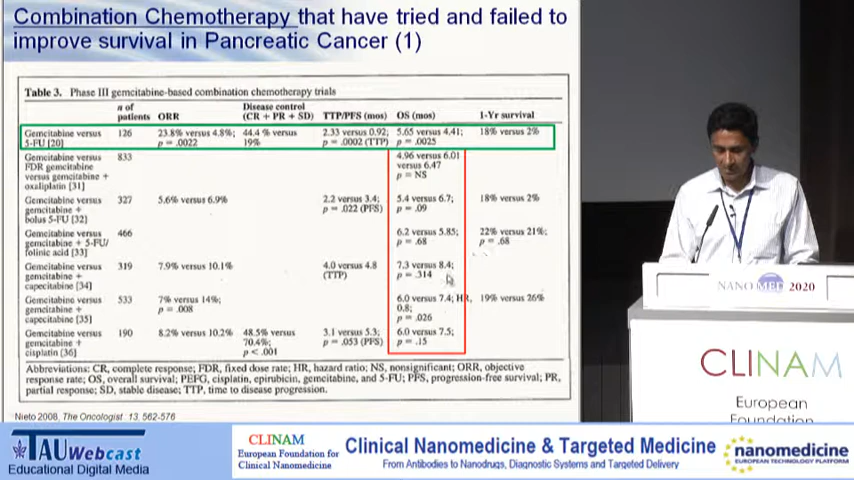 Combination Chemotherapy that have tried and failed to
improve survival in Pancreatic Cancer (1)
Table 3. Phase III gemcitabine-based combination chemotherapy trials
n of patients ORR Disease control (CR + PR + SD) TTP/PFS (mos) OS (mos) 1-Yr survival
Gemcitabine versus 5-FU [20] 126 23.8% versus 4.8%; p = .0022 44.4 % versus 19% 2.33 versus 0.92; p = .0002 (TTP) 5.65 versus 4.41; p = .0025 18% versus 2%
Gemcitabine versus FDR gemcitabine versus gemcitabine + oxaliplatin [31] 833 4.96 versus 6.01 versus 6.47 p = NS
Gemcitabine versus gemcitabine + bolus 5-FU [32] 327 5.6% versus 6.9% 2.2 versus 3.4; p = .022 (PFS) 5.4 versus 6.7; p = .09 18% versus 2%
Gemcitabine versus gemcitabine + 5-FU/ folinic acid [33] 466 6.2 versus 5.85; p = .68 22% versus 21%; p = .68
Gemcitabine versus gemcitabine + capecitabine [34] 319 7.9% versus 10.1% 4.0 versus 4.8 (TTP) 7.3 versus 8.4; p = .314
Gemcitabine versus gemcitabine + capecitabine [35] 533 7% versus 14%; p = .008 6.0 versus 7.4; HR, 0.8; p = .026 19% versus 26%
Gemcitabine versus gemcitabine + cisplatin [36] 190 8.2% versus 10.2% 48.5% versus 70.4%; p < .001 3.1 versus 5.3; p = .053 (PFS) 6.0 versus 7.5; p = .15
Abbreviations: CR, complete response; FDR, fixed dose rate; HR, hazard ratio; NS, nonsignificant; ORR, objective
response rate; OS, overall survival; PEFG, cisplatin, epirubicin, gemcitabine, and 5-FU; PFS, progression-free survival; PR,
partial response; SD, stable disease; TTP, time to disease progression.
Nieto 2008, The Oncologist 13, 562-576
NANO MED 2020
CLINAM
European
Foundation
TAU Webcast
Educational Digital Media
CLINAM
European Foundation for
Clinical Nanomedicine
Clinical Nanomedicine & Targeted Medicine
From Antibodies to Nanodrugs, Diagnostic Systems and Targeted Delivery
nanomedicine
EUROPEAN TECHNOLOGY PLATFORM